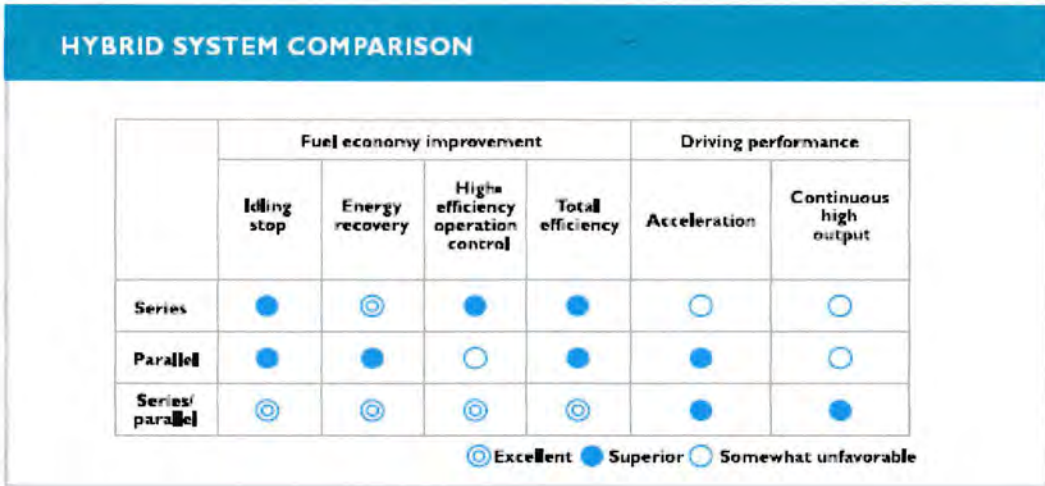 HYBRID SYSTEM COMPARISON
Fuel economy improvement
Driving performance
Idling
stop
Energy
recovery
High-
efficiency
operation
control
Total
efficiency
Acceleration
Continuous
high
output
Series
Parallel
Series/
parallel
Excellent Superior Somewhat unfavorable